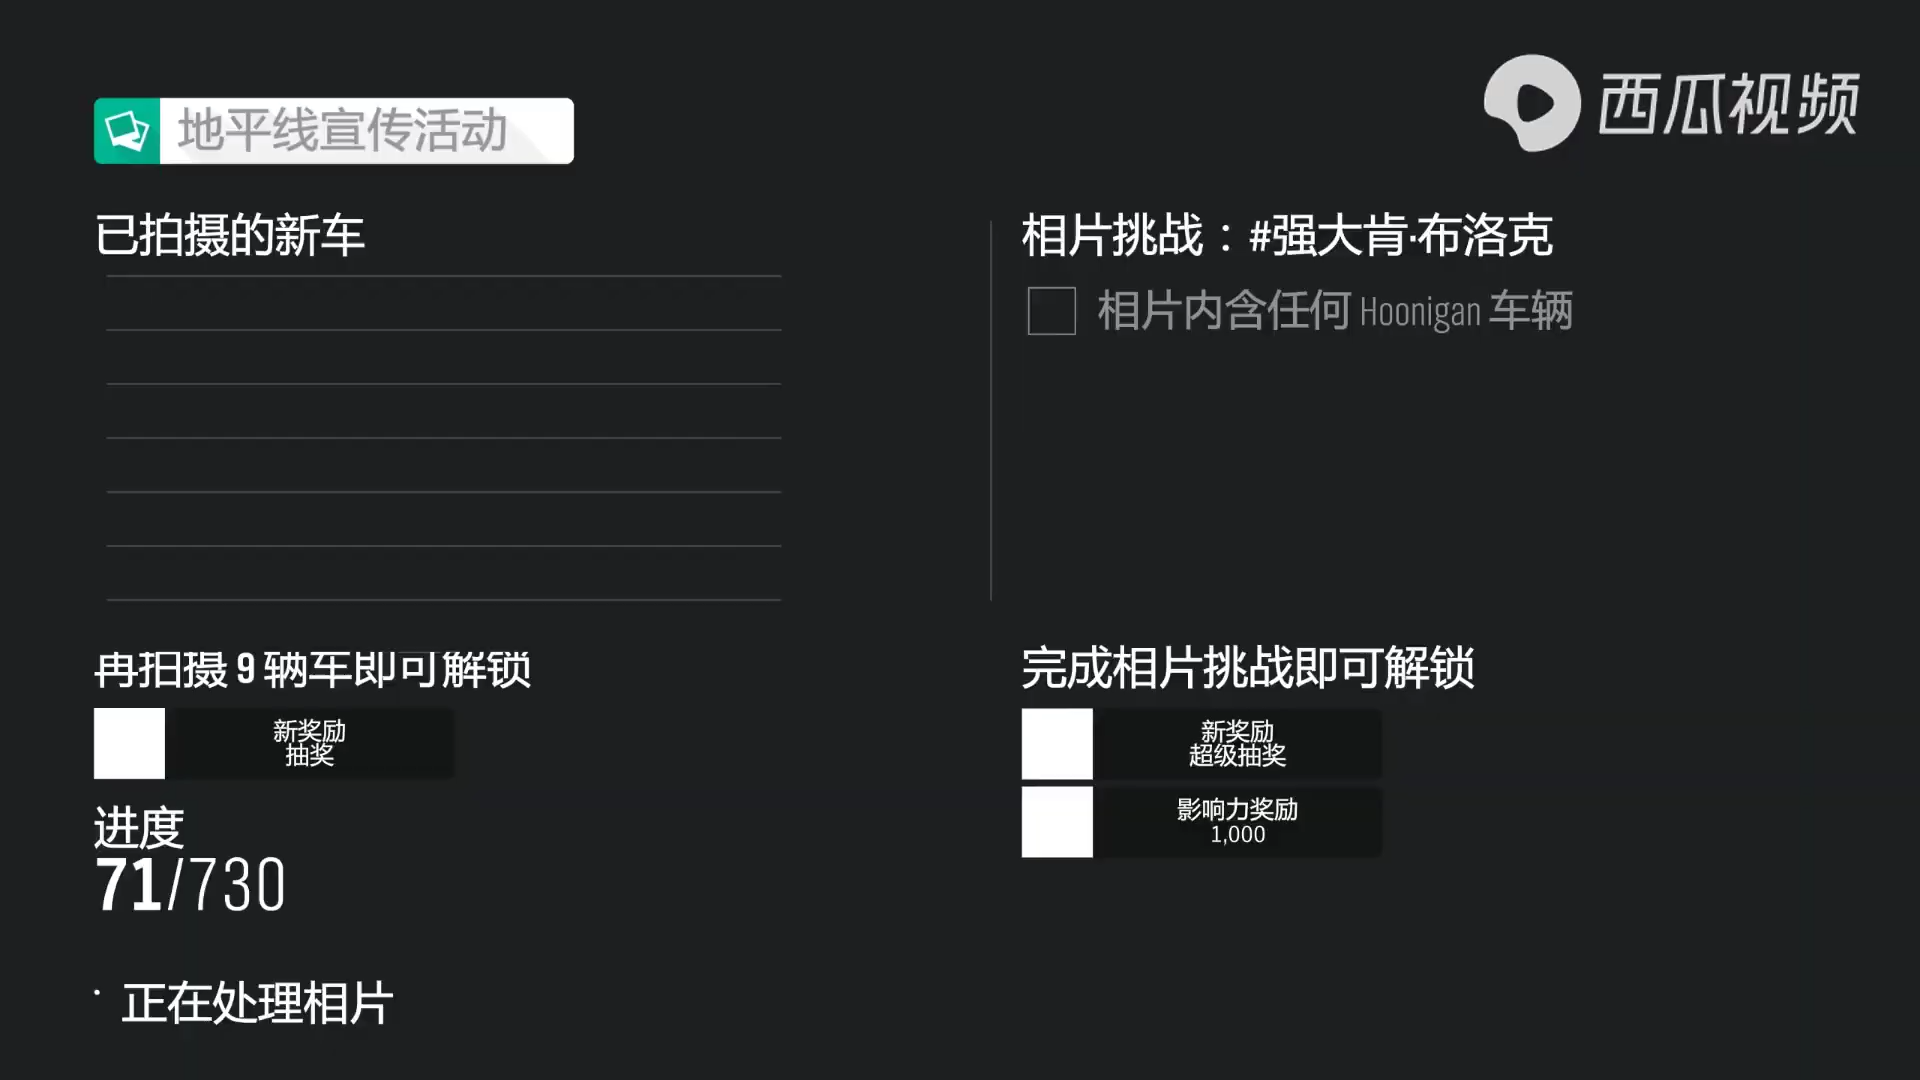 西瓜视频
地平线宣传活动
已拍摄的新车
再拍摄 9 辆车即可解锁
新奖励
抽奖
进度
71/730
正在处理相片
相片挑战：#强大肯·布洛克
相片内含任何 Hoonigan 车辆
完成相片挑战即可解锁
新奖励
超级抽奖
影响力奖励
1,000